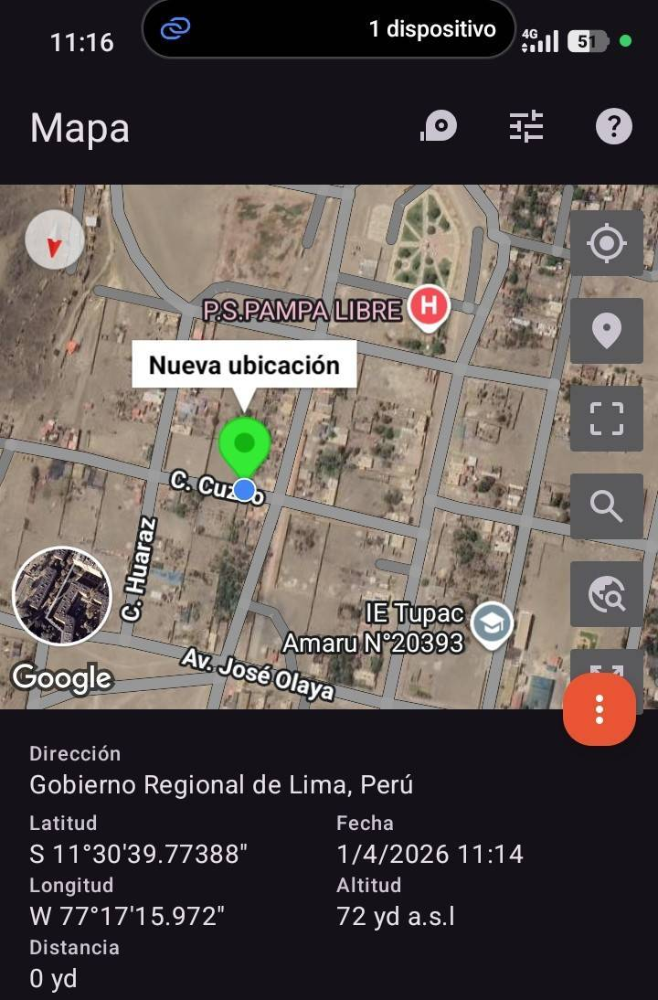 11:16
1 dispositivo
4G
51
Mapa
?
P.S.PAMPA LIBRE
H
Nueva ubicación
C. Cuzco
C. Huaraz
IE Tupac
Amaru N°20393
Av. José Olaya
Google
Dirección
Gobierno Regional de Lima, Perú
Latitud
Fecha
S 11°30'39.77388"
1/4/2026 11:14
Longitud
Altitud
W 77°17'15.972"
72 yd a.s.l
Distancia
0 yd